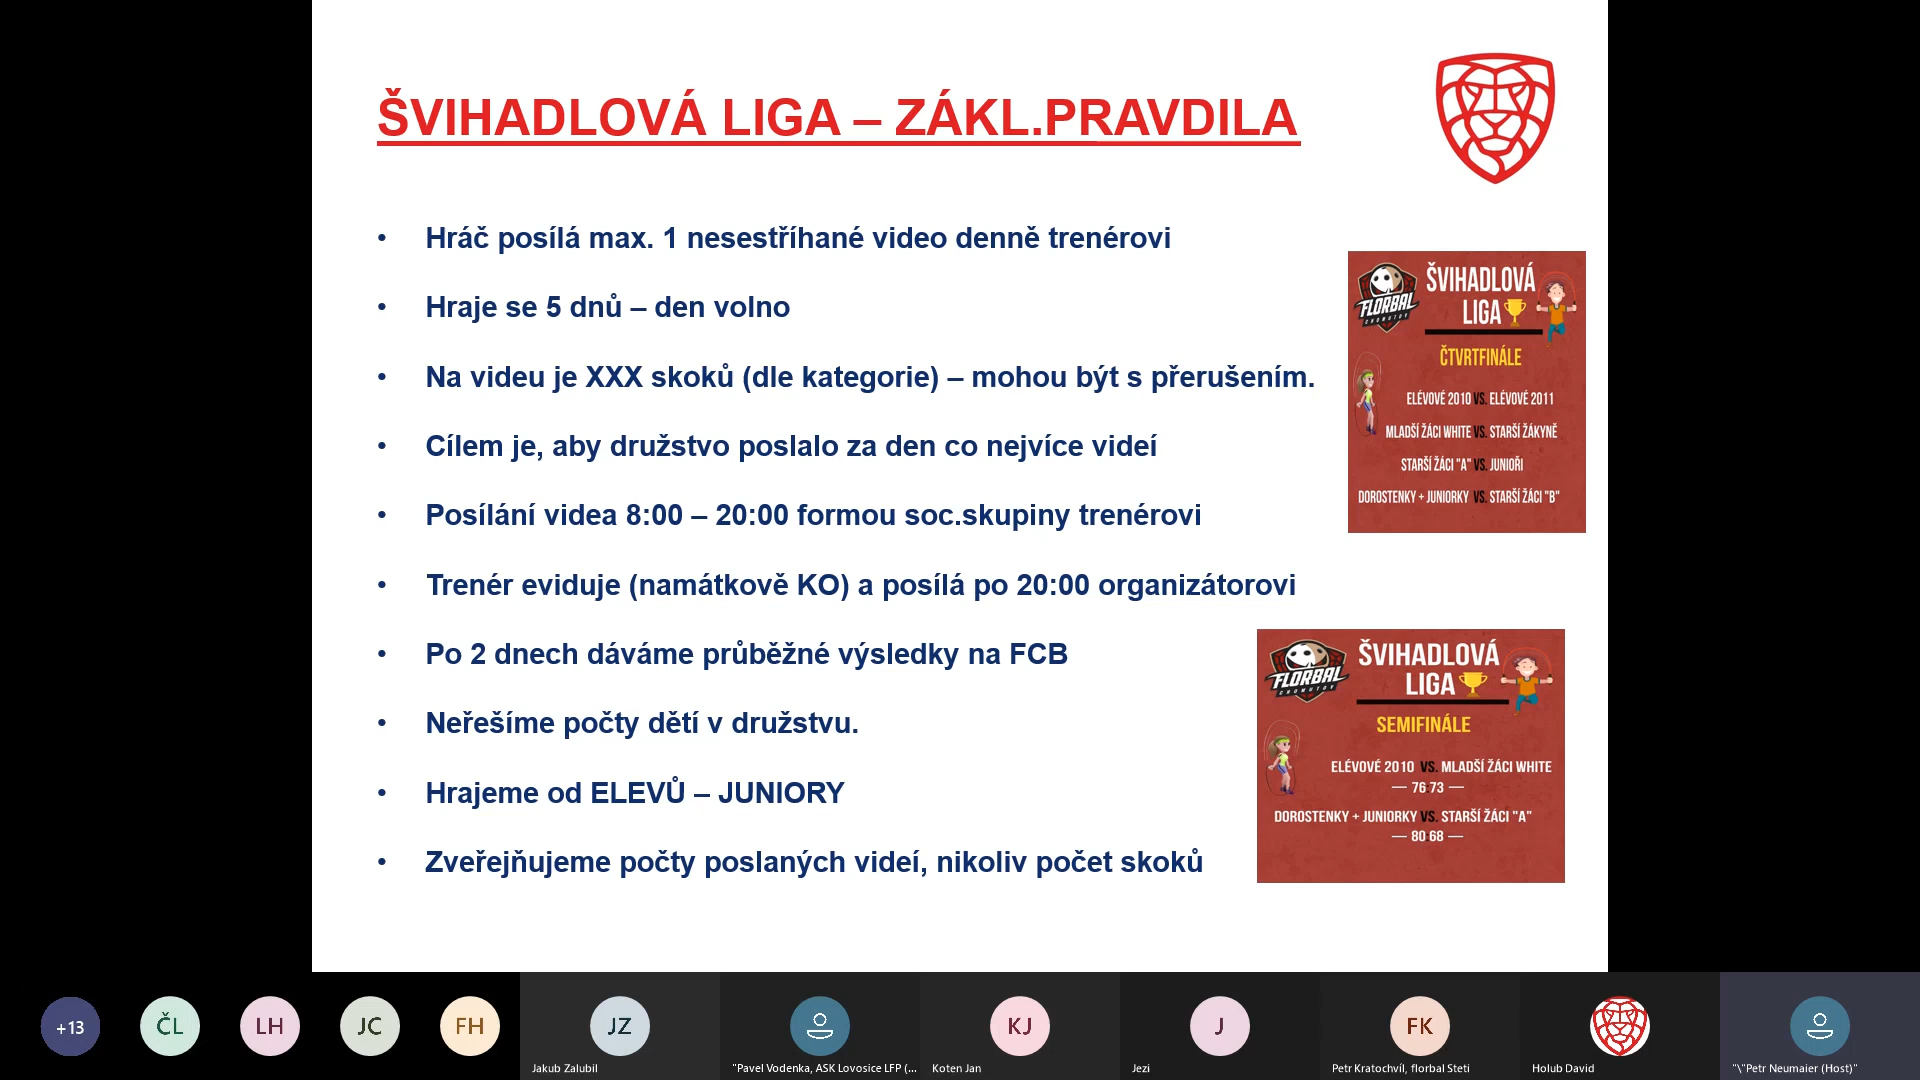 ŠVIHADLOVÁ LIGA – ZÁKL.PRAVDILA
• Hráč posílá max. 1 nesestříhané video denně trenérovi
• Hraje se 5 dnů – den volno
• Na videu je XXX skoků (dle kategorie) – mohou být s přerušením.
• Cílem je, aby družstvo poslalo za den co nejvíce videí
• Posílání videa 8:00 – 20:00 formou soc.skupiny trenérovi
• Trenér eviduje (namátkově KO) a posílá po 20:00 organizátorovi
• Po 2 dnech dáváme průběžné výsledky na FCB
• Neřešíme počty dětí v družstvu.
• Hrajeme od ELEVŮ – JUNIORY
• Zveřejňujeme počty poslaných videí, nikoliv počet skoků
FLORBAL
CHOMUTOV
ŠVIHADLOVÁ
LIGA
ČTVRTFINÁLE
ELÉVOVÉ 2010 VS. ELÉVOVÉ 2011
MLADŠÍ ŽÁCI WHITE VS. STARŠÍ ŽÁKYNĚ
STARŠÍ ŽÁCI "A" VS. JUNIOŘI
DOROSTENKY + JUNIORKY VS. STARŠÍ ŽÁCI "B"
FLORBAL
CHOMUTOV
ŠVIHADLOVÁ
LIGA
SEMIFINÁLE
ELÉVOVÉ 2010 VS. MLADŠÍ ŽÁCI WHITE
— 76 73 —
DOROSTENKY + JUNIORKY VS. STARŠÍ ŽÁCI "A"
— 80 68 —
+13
ČL
LH
JC
FH
JZ
KJ
J
FK
Jakub Zalubil
"Pavel Vodenka, ASK Lovosice LFP (...
Koten Jan
Jezi
Petr Kratochvíl, florbal Steti
Holub David
"\"Petr Neumaier (Host)"